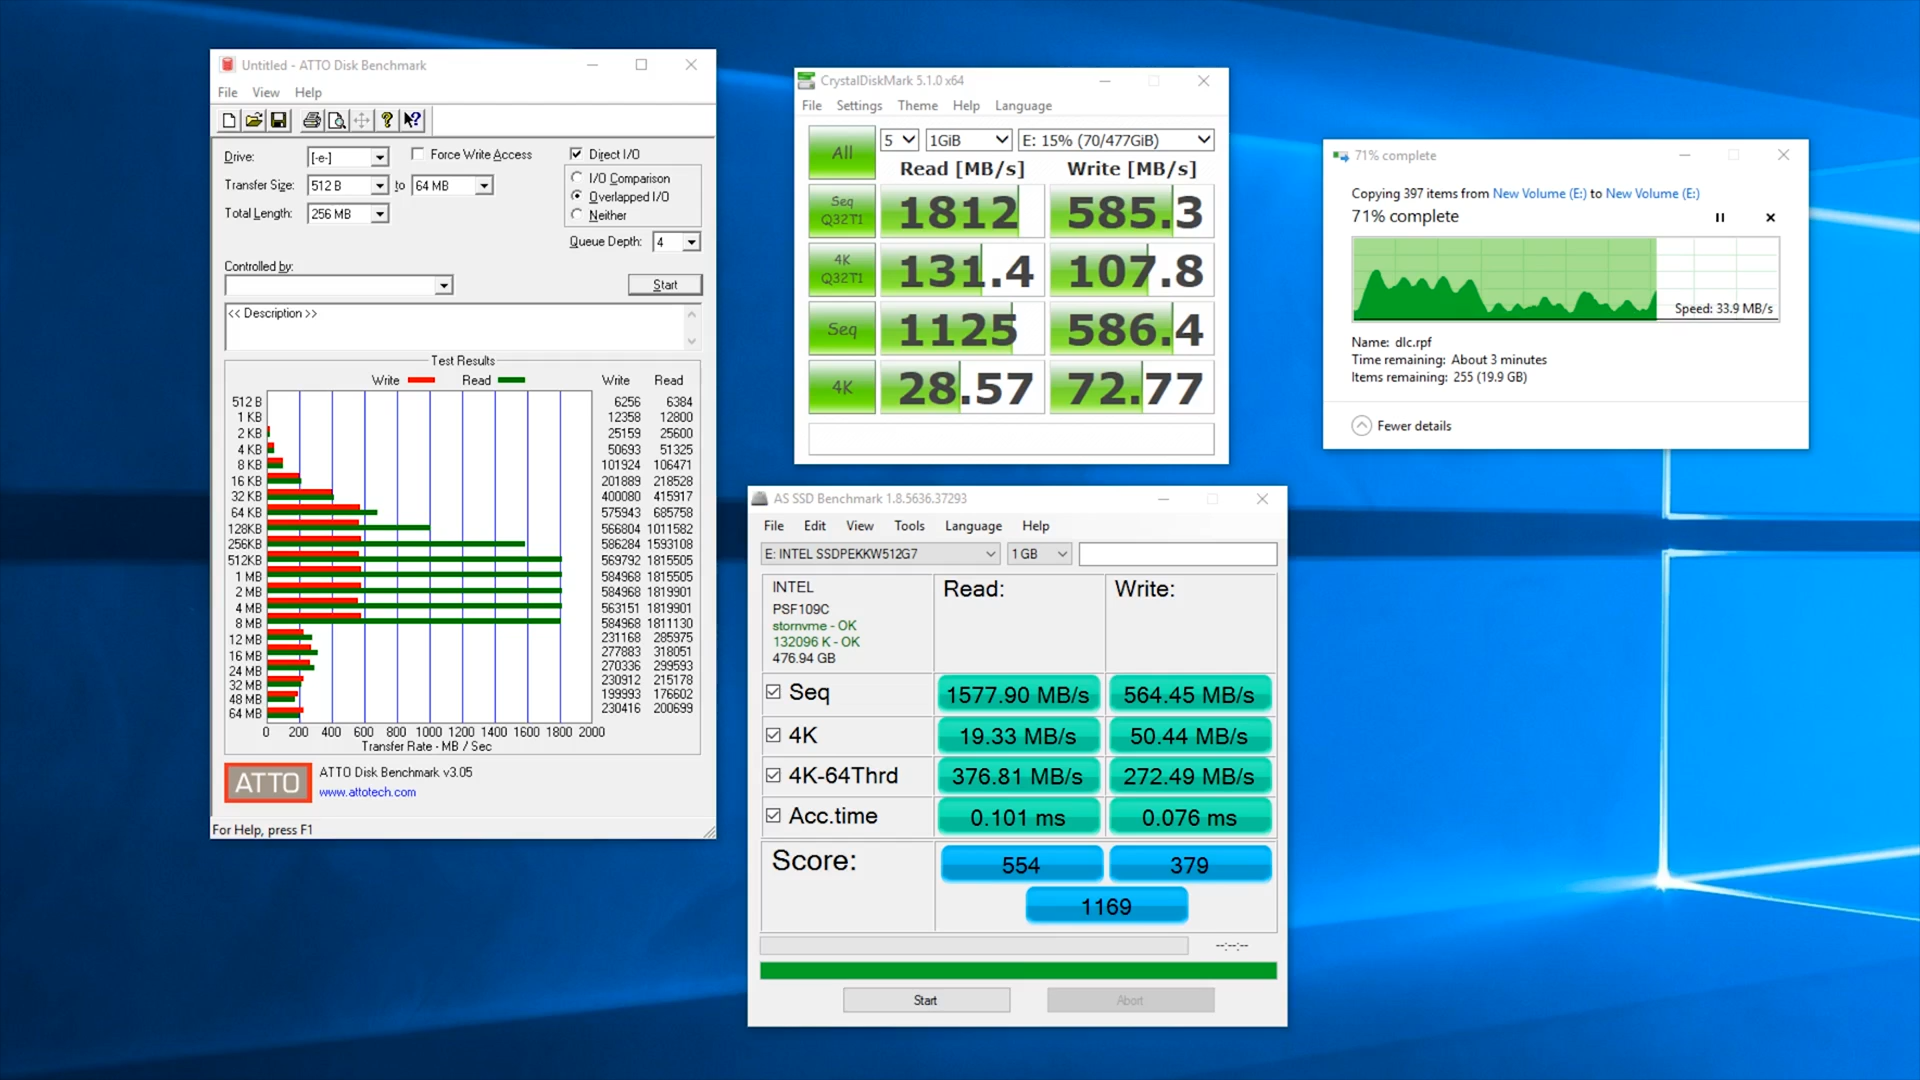 Untitled - ATTO Disk Benchmark
File View Help
Drive: [-e-] Force Write Access Direct I/O
Transfer Size: 512 B to 64 MB I/O Comparison
Overlapped I/O
Total Length: 256 MB Neither
Queue Depth: 4
Controlled by:
Start
<< Description >>
Test Results
Write Read Write Read
512 B 6256 6384
1 KB 12358 12800
2 KB 25159 25600
4 KB 50693 51325
8 KB 101924 106471
16 KB 201889 218528
32 KB 400080 415917
64 KB 575943 685758
128KB 566804 1011582
256KB 586284 1593108
512KB 569792 1815505
1 MB 584968 1815505
2 MB 584968 1819901
4 MB 563151 1819901
8 MB 584968 1811130
12 MB 231168 285975
16 MB 277883 318051
24 MB 270336 299593
32 MB 230912 215178
48 MB 199993 176602
64 MB 230416 200699
0 200 400 600 800 1000 1200 1400 1600 1800 2000
Transfer Rate - MB / Sec
ATTO
ATTO Disk Benchmark v3.05
www.attotech.com
For Help, press F1
CrystalDiskMark 5.1.0 x64
File Settings Theme Help Language
All 5 1GiB E: 15% (70/477GiB)
Read [MB/s] Write [MB/s]
Seq Q32T1 1812 585.3
4K Q32T1 131.4 107.8
Seq 1125 586.4
4K 28.57 72.77
71% complete
Copying 397 items from New Volume (E:) to New Volume (E:)
71% complete
Speed: 33.9 MB/s
Name: dlc.rpf
Time remaining: About 3 minutes
Items remaining: 255 (19.9 GB)
Fewer details
AS SSD Benchmark 1.8.5636.37293
File Edit View Tools Language Help
E: INTEL SSDPEKKW512G7 1 GB
INTEL Read: Write:
PSF109C
stornvme - OK
132096 K - OK
476.94 GB
Seq 1577.90 MB/s 564.45 MB/s
4K 19.33 MB/s 50.44 MB/s
4K-64Thrd 376.81 MB/s 272.49 MB/s
Acc.time 0.101 ms 0.076 ms
Score: 554 379
1169
--:--:--
Start Abort